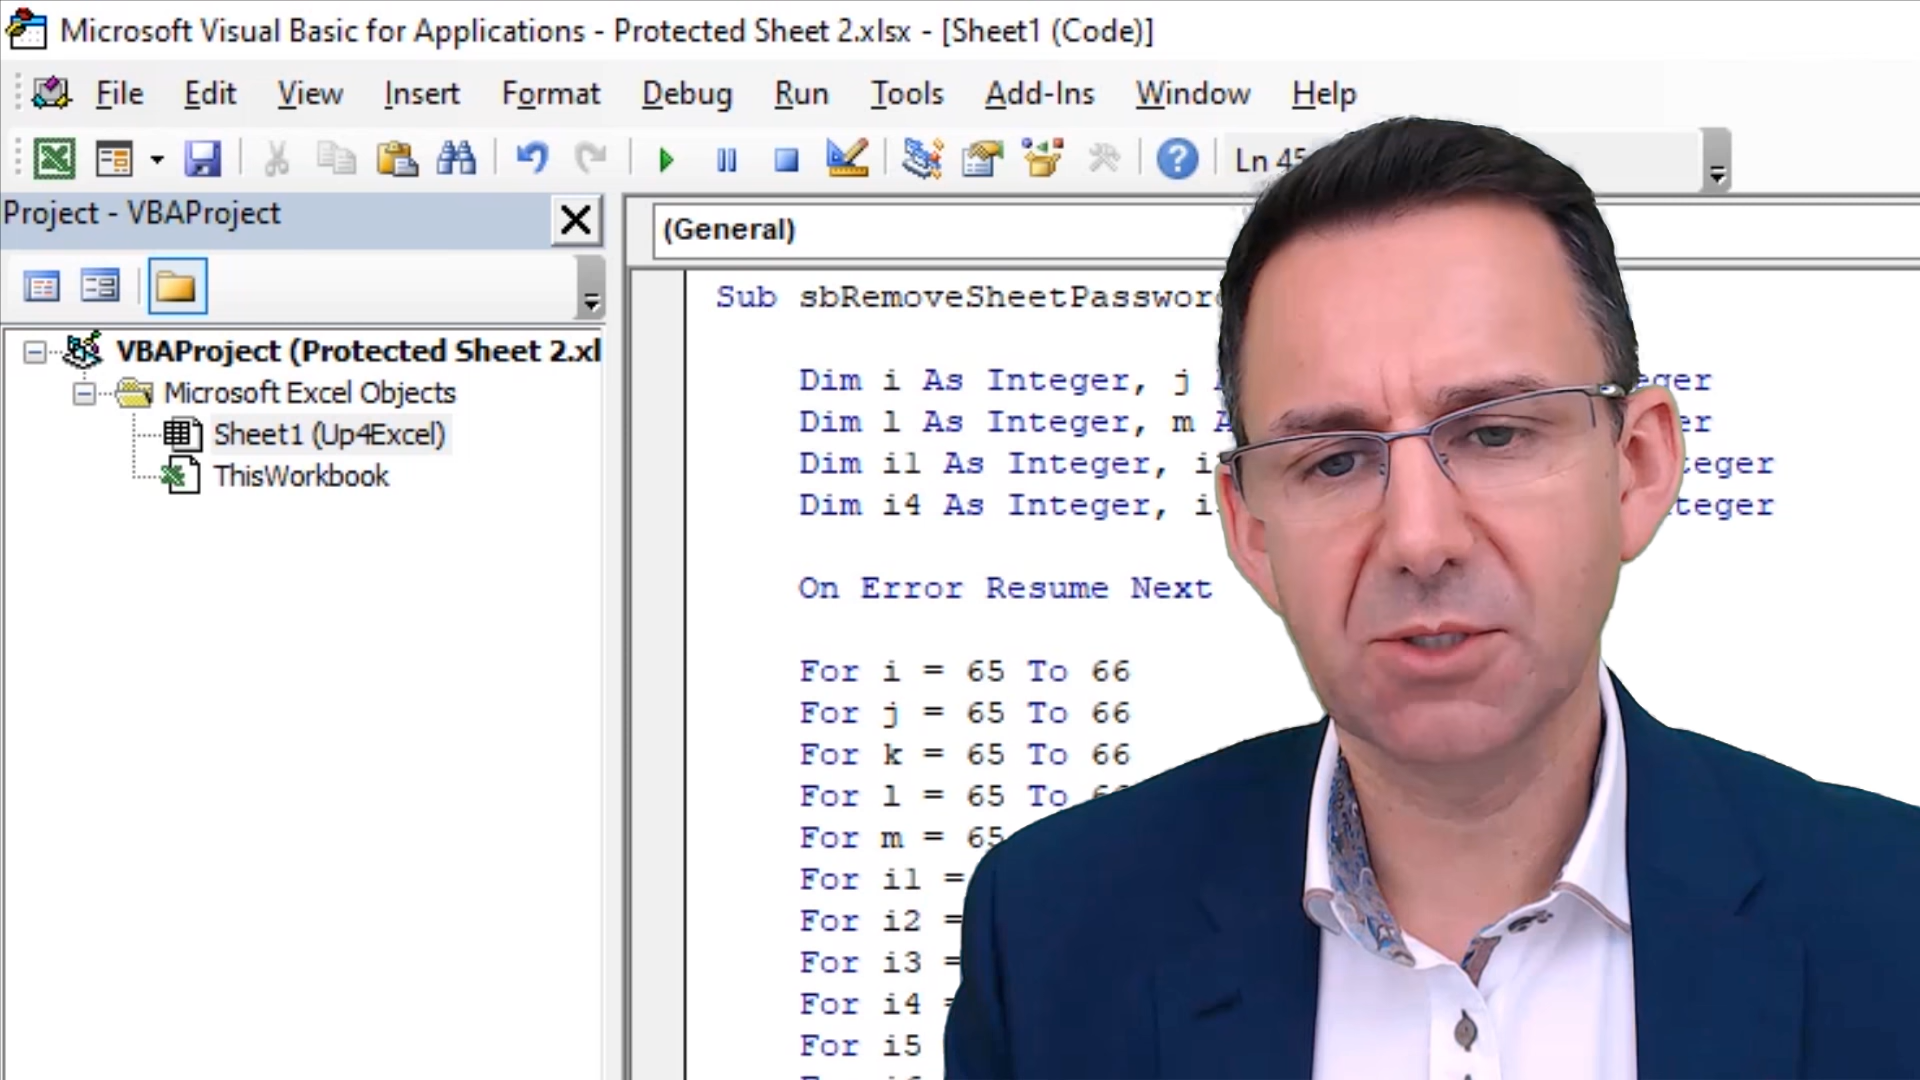 Microsoft Visual Basic for Applications - Protected Sheet 2.xlsx - [Sheet1 (Code)]
File Edit View Insert Format Debug Run Tools Add-Ins Window Help
Ln 45
Project - VBAProject
(General)
VBAProject (Protected Sheet 2.xl
Microsoft Excel Objects
Sheet1 (Up4Excel)
ThisWorkbook
Sub sbRemoveSheetPassword
Dim i As Integer, j
Dim l As Integer, m
Dim i1 As Integer, i
Dim i4 As Integer, i
On Error Resume Next
For i = 65 To 66
For j = 65 To 66
For k = 65 To 66
For l = 65 To 66
For m = 65
For i1 =
For i2 =
For i3 =
For i4 =
For i5